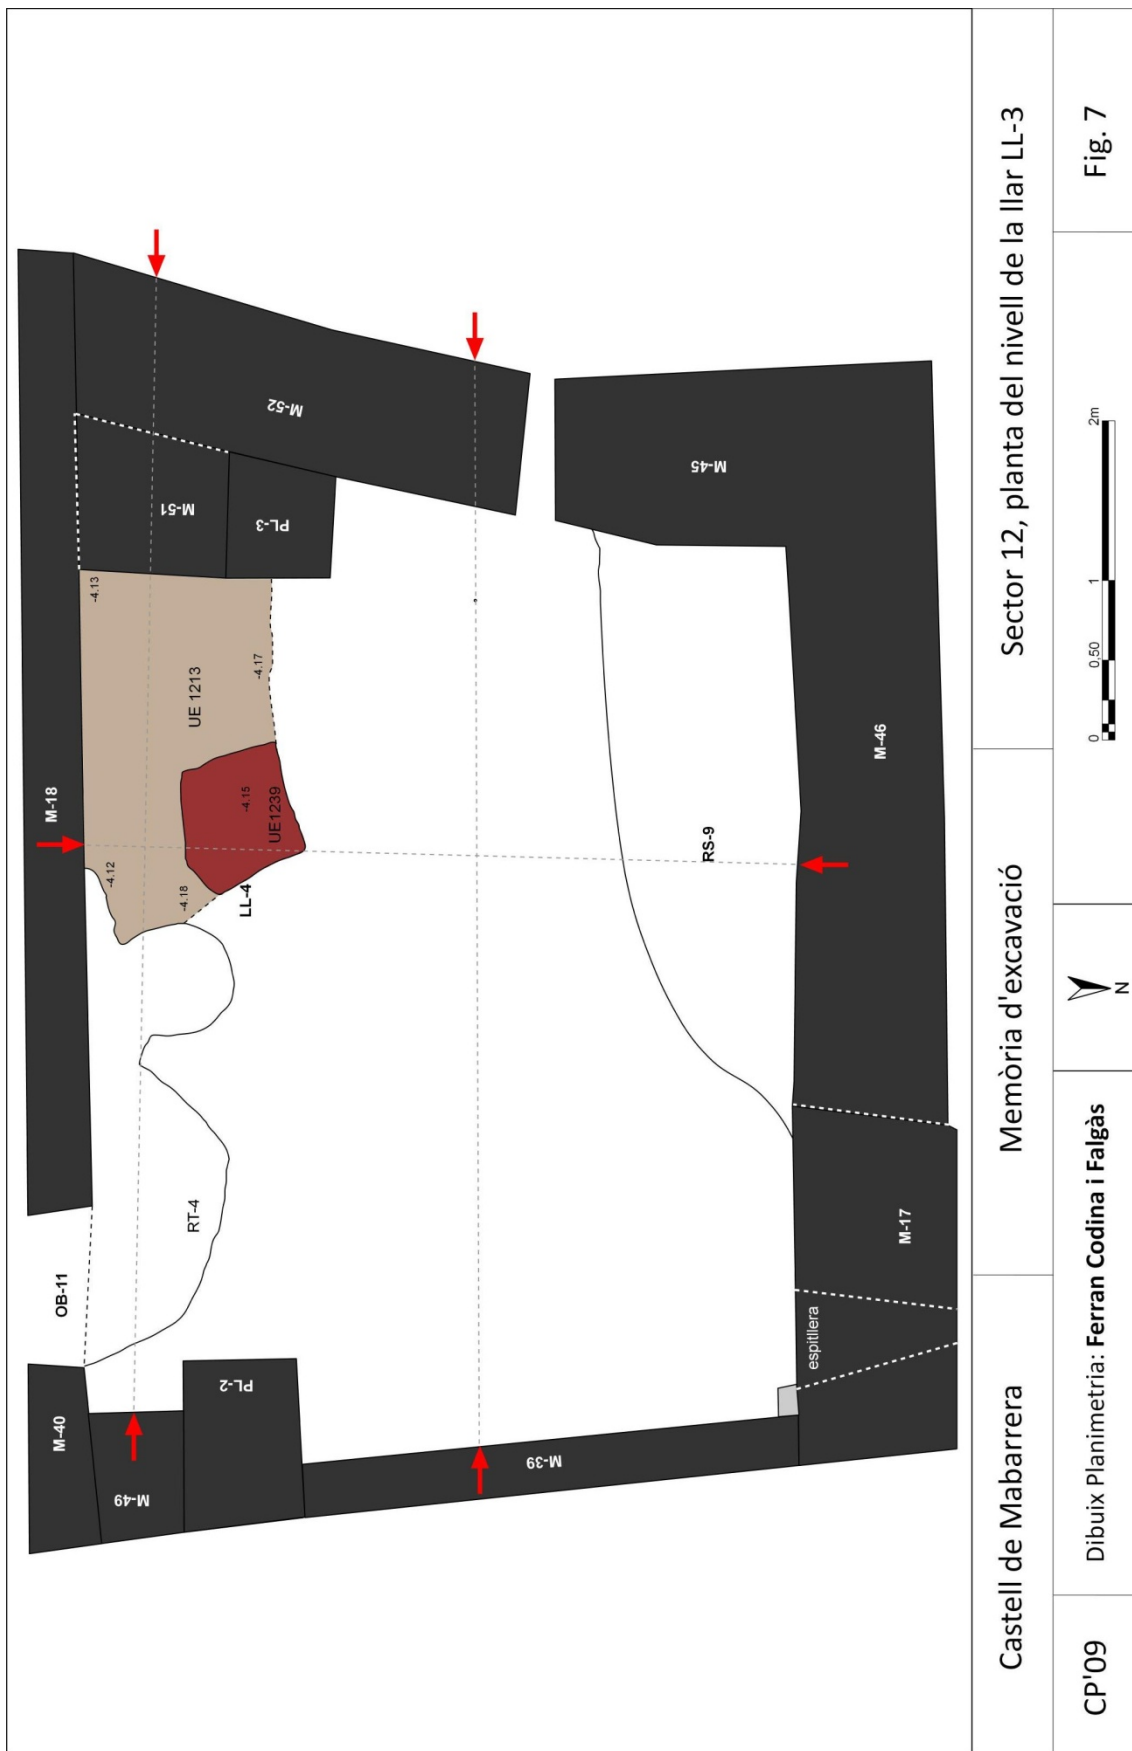 M-18
M-52
M-51
PL-3
M-45
-4.13
UE 1213
-4.17
-4.15
UE1239
-4.12
-4.18
LL-4
RS-9
M-46
RT-4
OB-11
M-17
espitllera
M-40
M-49
PL-2
M-39
Castell de Mabarrera
Memòria d'excavació
Sector 12, planta del nivell de la llar LL-3
CP'09
Dibuix Planimetria: Ferran Codina i Falgàs
N
0 0,50 1 2m
Fig. 7